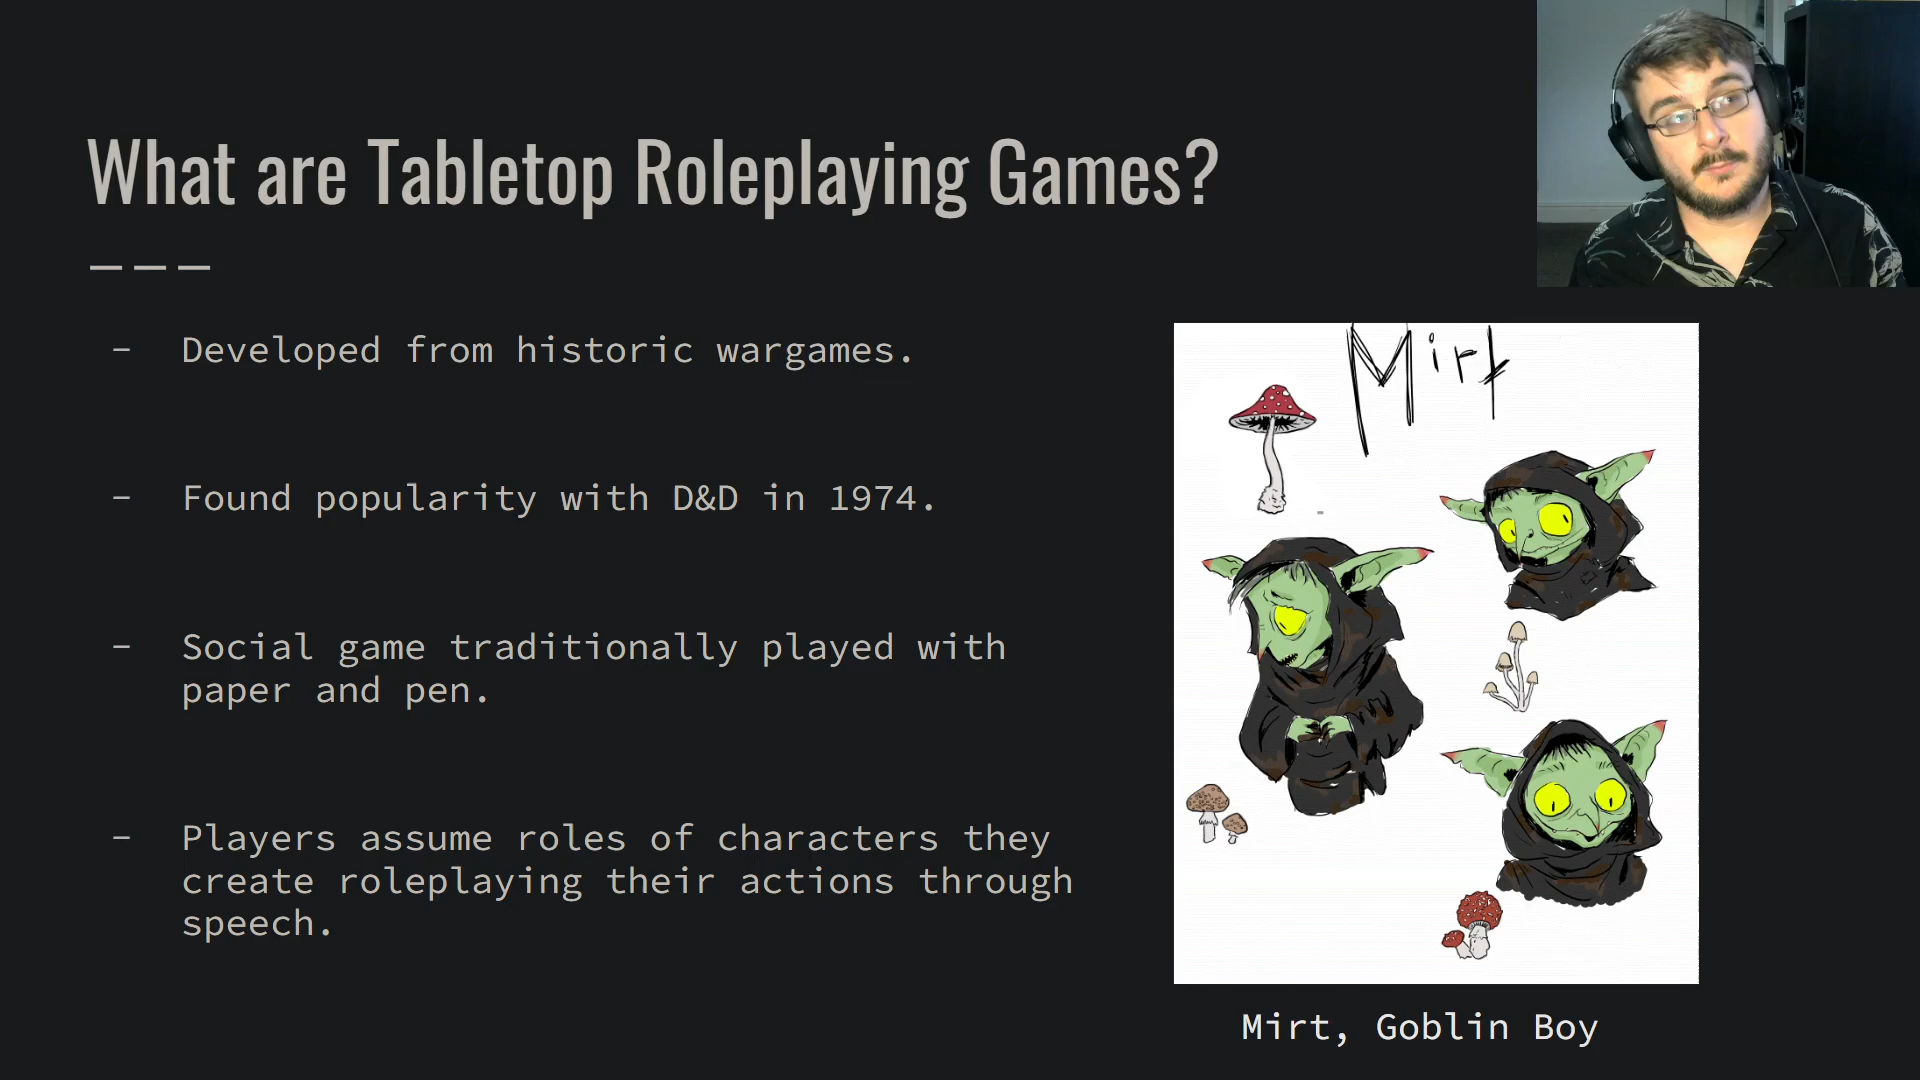 What are Tabletop Roleplaying Games?
- Developed from historic wargames.
- Found popularity with D&D in 1974.
- Social game traditionally played with
paper and pen.
- Players assume roles of characters they
create roleplaying their actions through
speech.
Mirt
Mirt, Goblin Boy